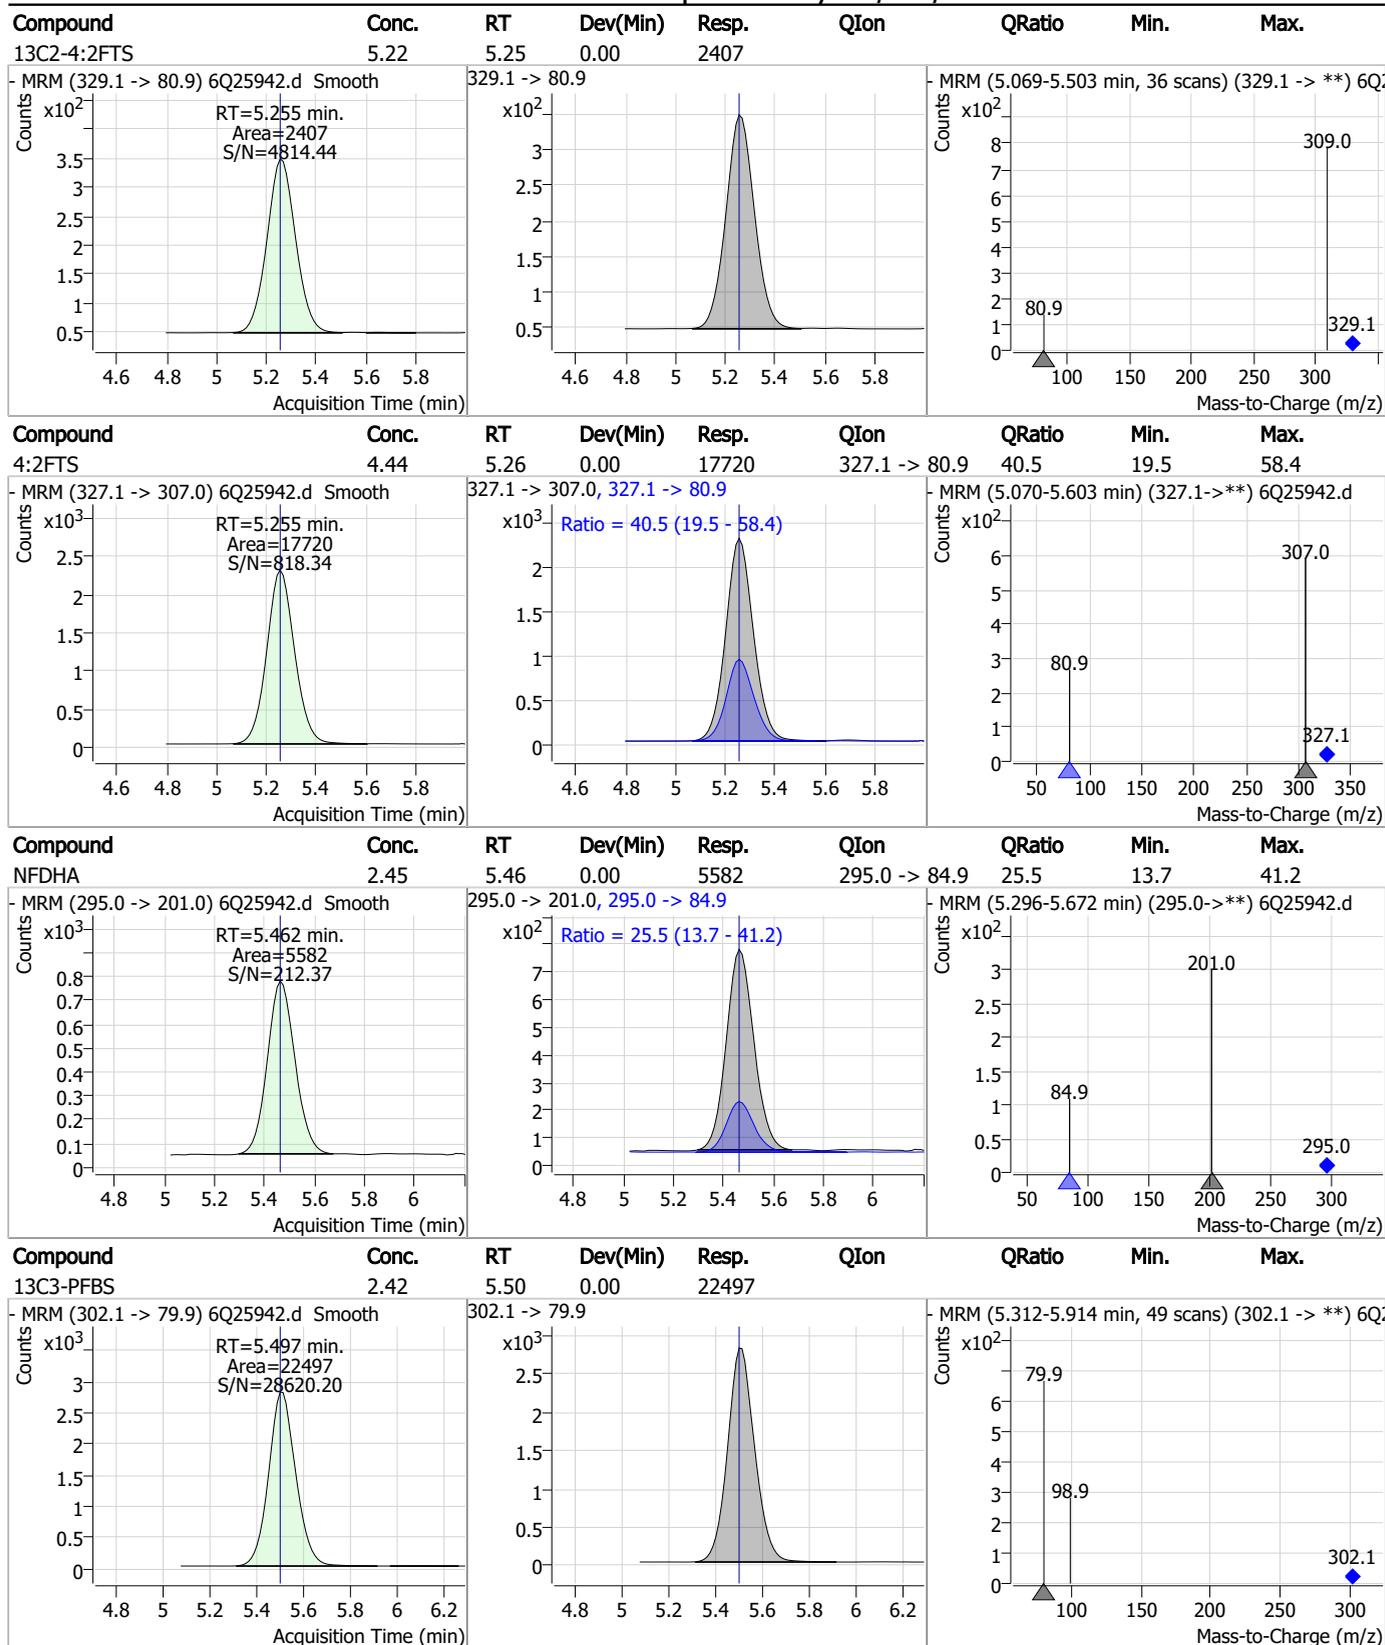 Compound Conc. RT Dev(Min) Resp. QIon QRatio Min. Max.
13C2-4:2FTS 5.22 5.25 0.00 2407
- MRM (329.1 -> 80.9) 6Q25942.d Smooth 329.1 -> 80.9 - MRM (5.069-5.503 min, 36 scans) (329.1 -> **)
Counts x10² RT=5.255 min. Area=2407 S/N=4814.44
3.5 3 2.5 2 1.5 1 0.5
4.6 4.8 5 5.2 5.4 5.6 5.8
Acquisition Time (min)
x10² 3 2.5 2 1.5 1 0.5
4.6 4.8 5 5.2 5.4 5.6 5.8
Counts x10² 8 7 6 5 4 3 2 1 0
80.9 309.0 329.1
100 150 200 250 300
Mass-to-Charge (m/z)
Compound Conc. RT Dev(Min) Resp. QIon QRatio Min. Max.
4:2FTS 4.44 5.26 0.00 17720 327.1 -> 80.9 40.5 19.5 58.4
- MRM (327.1 -> 307.0) 6Q25942.d Smooth 327.1 -> 307.0, 327.1 -> 80.9 - MRM (5.070-5.603 min) (327.1->**) 6Q25942.d
Counts x10³ RT=5.255 min. Area=17720 S/N=818.34
2.5 2 1.5 1 0.5 0
4.6 4.8 5 5.2 5.4 5.6 5.8
Acquisition Time (min)
x10³ Ratio = 40.5 (19.5 - 58.4)
2 1.5 1 0.5 0
4.6 4.8 5 5.2 5.4 5.6 5.8
Counts x10² 6 5 4 3 2 1 0
80.9 307.0 327.1
50 100 150 200 250 300 350
Mass-to-Charge (m/z)
Compound Conc. RT Dev(Min) Resp. QIon QRatio Min. Max.
NFDHA 2.45 5.46 0.00 5582 295.0 -> 84.9 25.5 13.7 41.2
- MRM (295.0 -> 201.0) 6Q25942.d Smooth 295.0 -> 201.0, 295.0 -> 84.9 - MRM (5.296-5.672 min) (295.0->**) 6Q25942.d
Counts x10³ RT=5.462 min. Area=5582 S/N=212.37
0.8 0.7 0.6 0.5 0.4 0.3 0.2 0.1 0
4.8 5 5.2 5.4 5.6 5.8 6
Acquisition Time (min)
x10² Ratio = 25.5 (13.7 - 41.2)
7 6 5 4 3 2 1 0
4.8 5 5.2 5.4 5.6 5.8 6
Counts x10² 3 2.5 2 1.5 1 0.5 0
84.9 201.0 295.0
50 100 150 200 250 300
Mass-to-Charge (m/z)
Compound Conc. RT Dev(Min) Resp. QIon QRatio Min. Max.
13C3-PFBS 2.42 5.50 0.00 22497
- MRM (302.1 -> 79.9) 6Q25942.d Smooth 302.1 -> 79.9 - MRM (5.312-5.914 min, 49 scans) (302.1 -> **)
Counts x10³ RT=5.497 min. Area=22497 S/N=28620.20
3 2.5 2 1.5 1 0.5 0
4.8 5 5.2 5.4 5.6 5.8 6 6.2
Acquisition Time (min)
x10³ 2.5 2 1.5 1 0.5 0
4.8 5 5.2 5.4 5.6 5.8 6 6.2
Counts x10² 6 5 4 3 2 1 0
79.9 98.9 302.1
100 150 200 250 300
Mass-to-Charge (m/z)